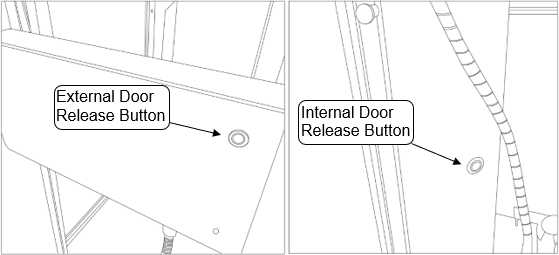 External Door
Release Button
Internal Door
Release Button